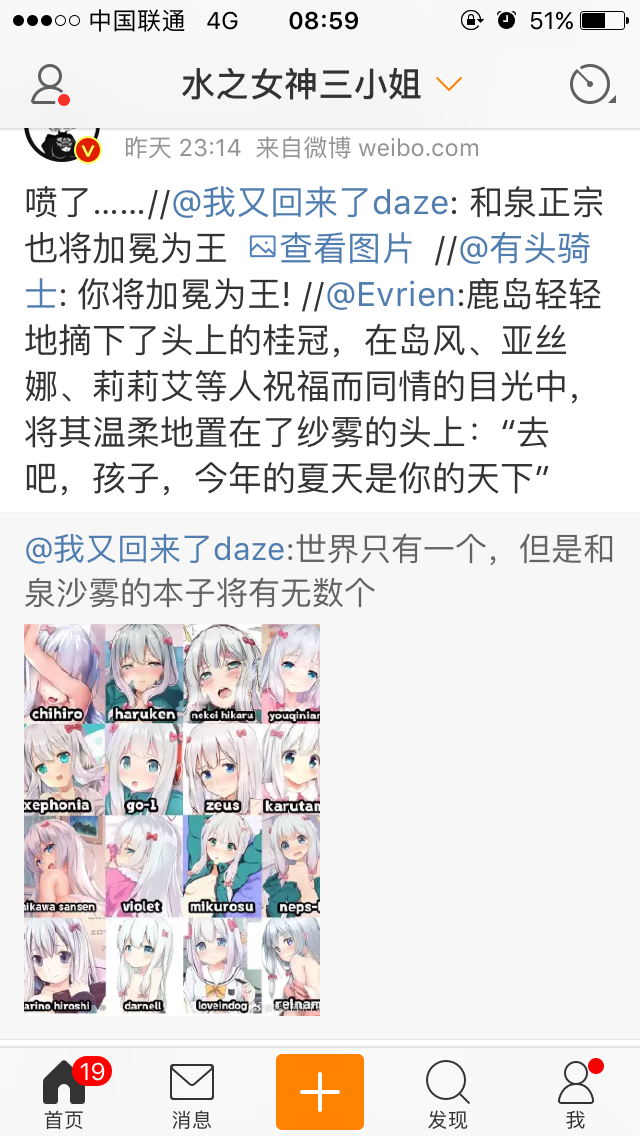 中国联通 4G 08:59 51%
水之女神三小姐
昨天 23:14 来自微博 weibo.com
喷了……//@我又回来了daze: 和泉正宗
也将加冕为王 查看图片 //@有头骑
士: 你将加冕为王! //@Evrien:鹿岛轻轻
地摘下了头上的桂冠，在岛风、亚丝
娜、莉莉艾等人祝福而同情的目光中，
将其温柔地置在了纱雾的头上：“去
吧，孩子，今年的夏天是你的天下”
@我又回来了daze:世界只有一个，但是和
泉沙雾的本子将有无数个
chihiro haruken nekoi hikaru youqinian
xephonia go-1 zeus karutan
ikawa sansen violet mikurosu neps-
arino hiroshi darnell loveindog reinam
19
首页 消息 发现 我